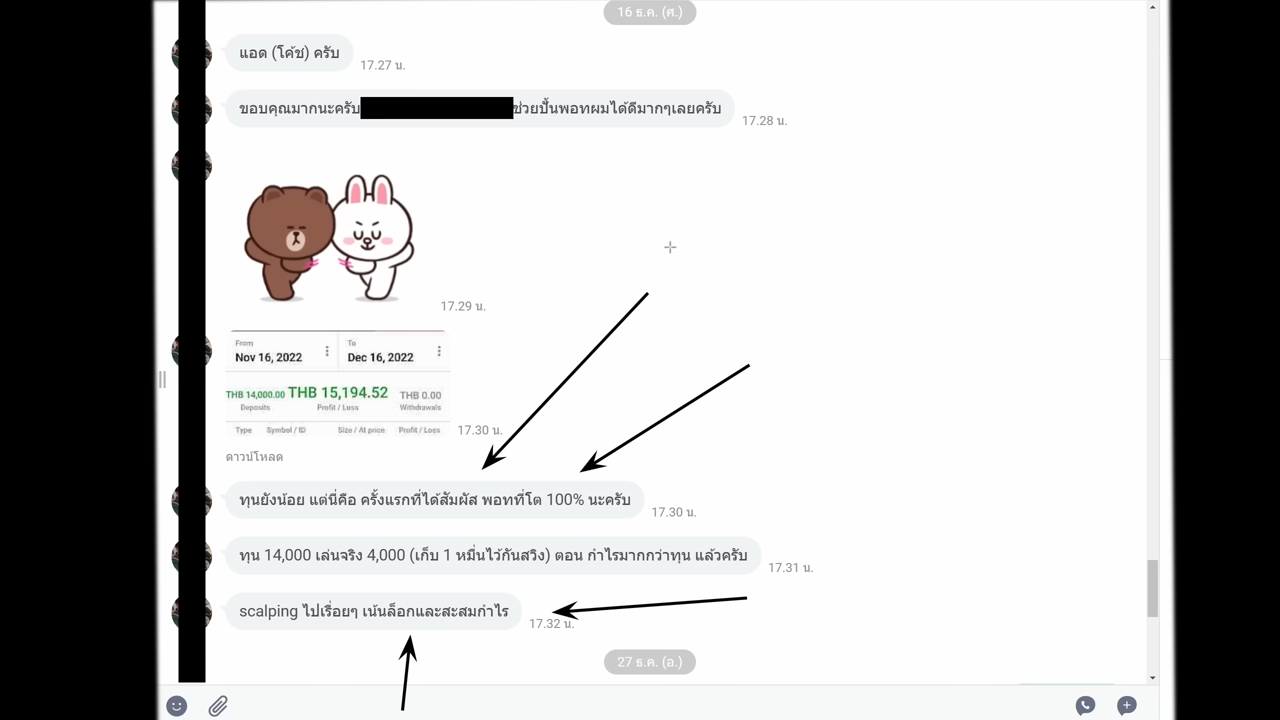 16 ธ.ค. (ศ.)
แอด (โค้ช) ครับ
17.27 น.
ขอบคุณมากนะครับ ช่วยปั้นพอทผมได้ดีมากๆเลยครับ
17.28 น.
17.29 น.
From
To
Nov 16, 2022
Dec 16, 2022
THB 14,000.00 THB 15,194.52 THB 0.00
Deposits Profit / Loss Withdrawals
Type Symbol / ID Size / At price Profit / Loss
17.30 น.
ดาวน์โหลด
ทุนยังน้อย แต่นี่คือ ครั้งแรกที่ได้สัมผัส พอทที่โต 100% นะครับ
17.30 น.
ทุน 14,000 เล่นจริง 4,000 (เก็บ 1 หมื่นไว้กันสวิง) ตอน กำไรมากกว่าทุน แล้วครับ
17.31 น.
scalping ไปเรื่อยๆ เน้นล็อกและสะสมกำไร
17.32 น.
27 ธ.ค. (อ.)